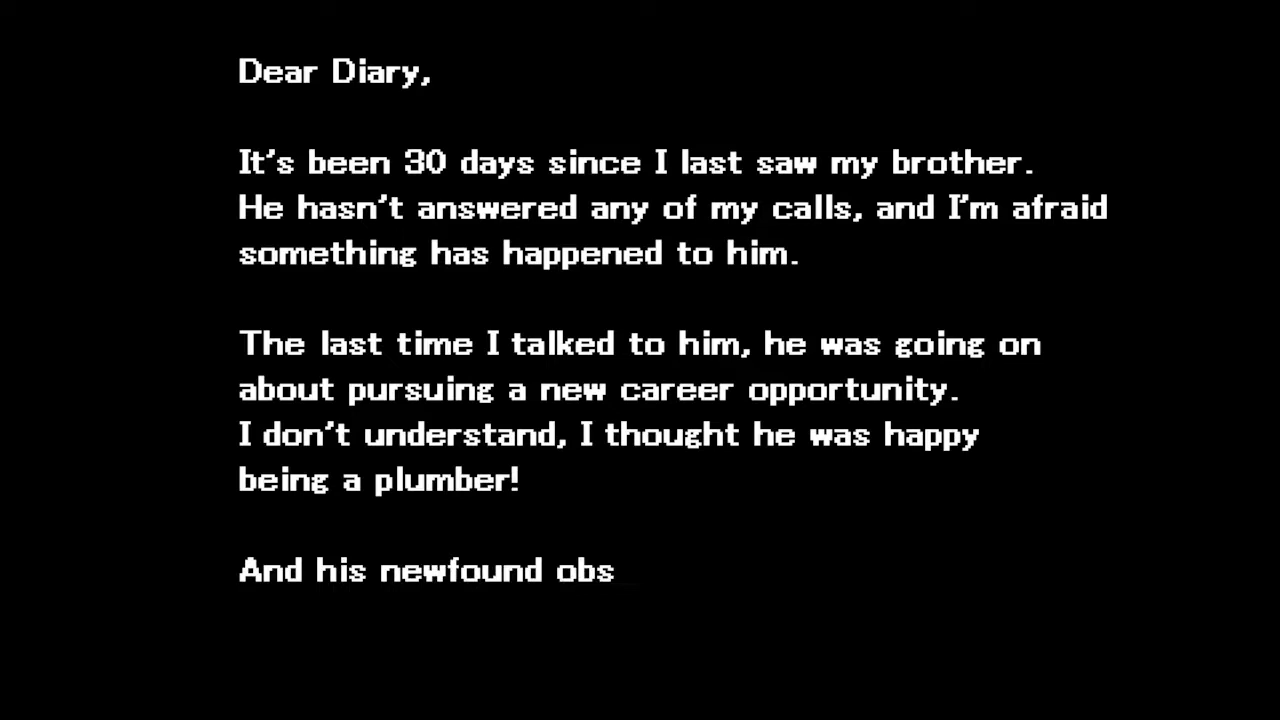 Dear Diary,
It's been 30 days since I last saw my brother.
He hasn't answered any of my calls, and I'm afraid
something has happened to him.
The last time I talked to him, he was going on
about pursuing a new career opportunity.
I don't understand, I thought he was happy
being a plumber!
And his newfound obs